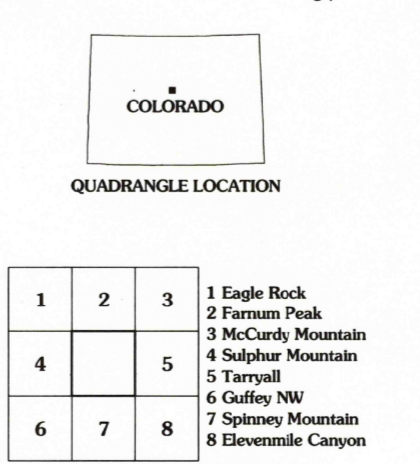 COLORADO
QUADRANGLE LOCATION
1 2 3
4 5
6 7 8
1 Eagle Rock
2 Farnum Peak
3 McCurdy Mountain
4 Sulphur Mountain
5 Tarryall
6 Guffey NW
7 Spinney Mountain
8 Elevenmile Canyon